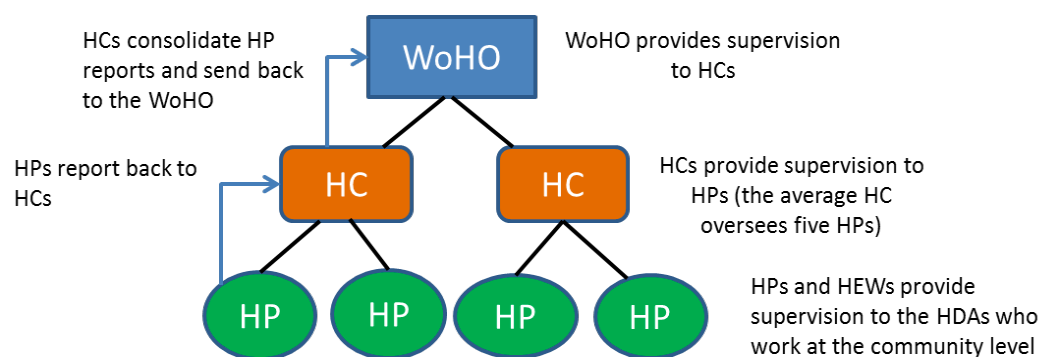 HCs consolidate HP
reports and send back
to the WoHO
WoHO
WoHO provides supervision
to HCs
HPs report back to
HCs
HC
HC
HCs provide supervision to
HPs (the average HC
oversees five HPs)
HP
HP
HP
HP
HPs and HEWs provide
supervision to the HDAs who
work at the community level